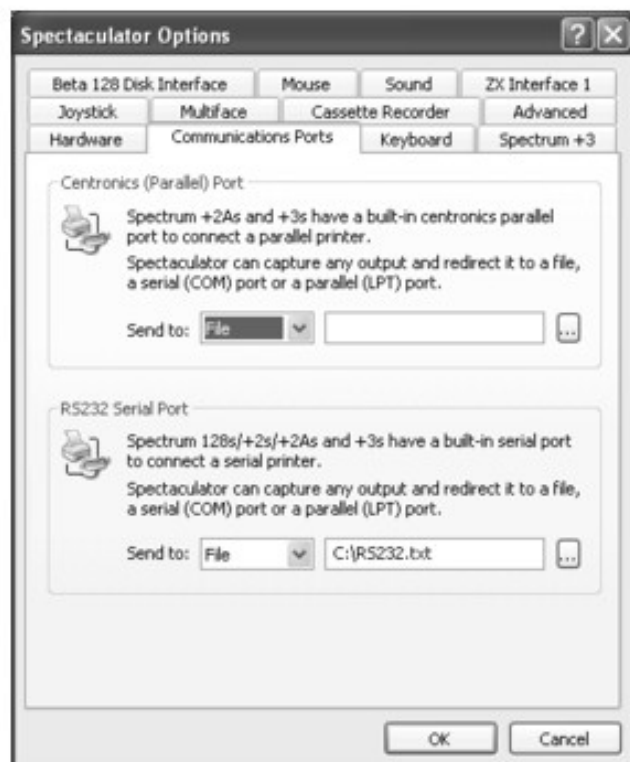 Spectaculator Options
Beta 128 Disk Interface Mouse Sound ZX Interface 1
Joystick Multiface Cassette Recorder Advanced
Hardware Communications Ports Keyboard Spectrum +3
Centronics (Parallel) Port
Spectrum +2As and +3s have a built-in centronics parallel
port to connect a parallel printer.
Spectaculator can capture any output and redirect it to a file,
a serial (COM) port or a parallel (LPT) port.
Send to: File ...
RS232 Serial Port
Spectrum 128s/+2s/+2As and +3s have a built-in serial port
to connect a serial printer.
Spectaculator can capture any output and redirect it to a file,
a serial (COM) port or a parallel (LPT) port.
Send to: File C:\RS232.txt ...
OK Cancel